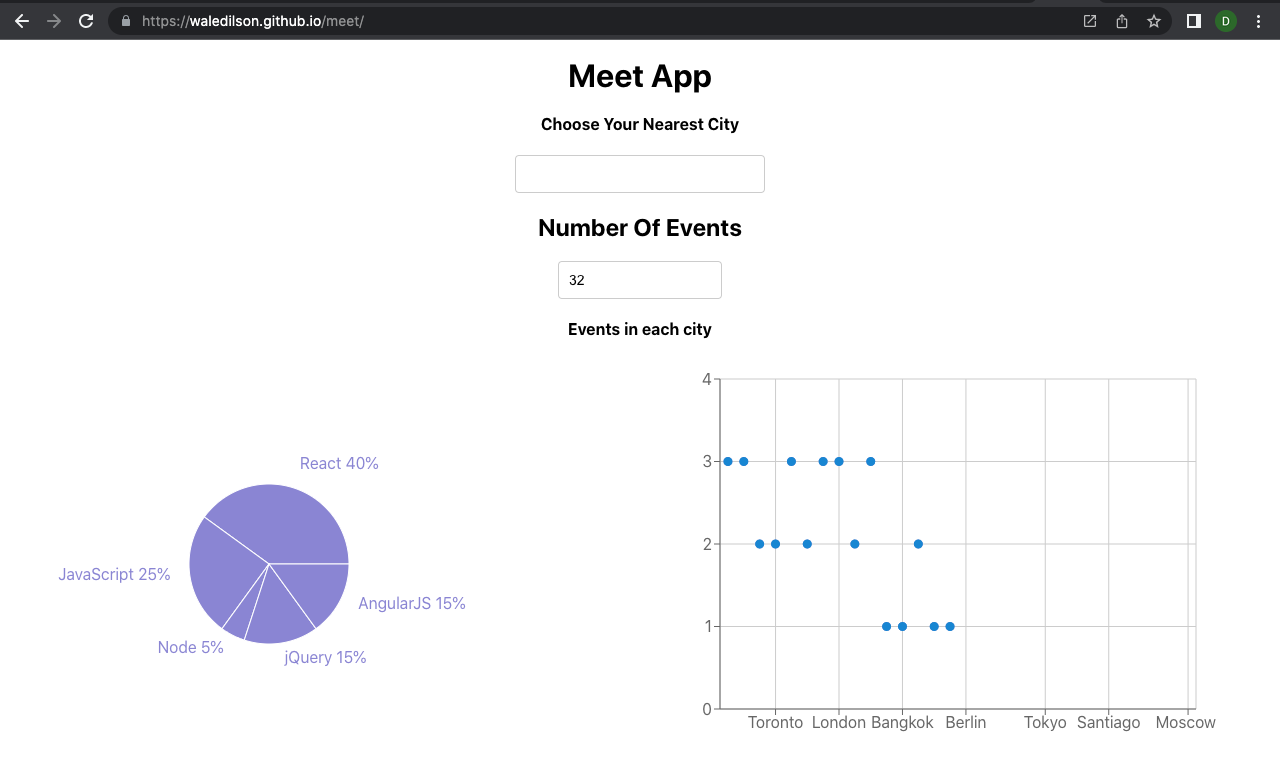 https://waledilson.github.io/meet/
D
Meet App
Choose Your Nearest City
Number Of Events
32
Events in each city
React 40%
JavaScript 25%
AngularJS 15%
Node 5%
jQuery 15%
4
3
2
1
0
Toronto London Bangkok Berlin Tokyo Santiago Moscow